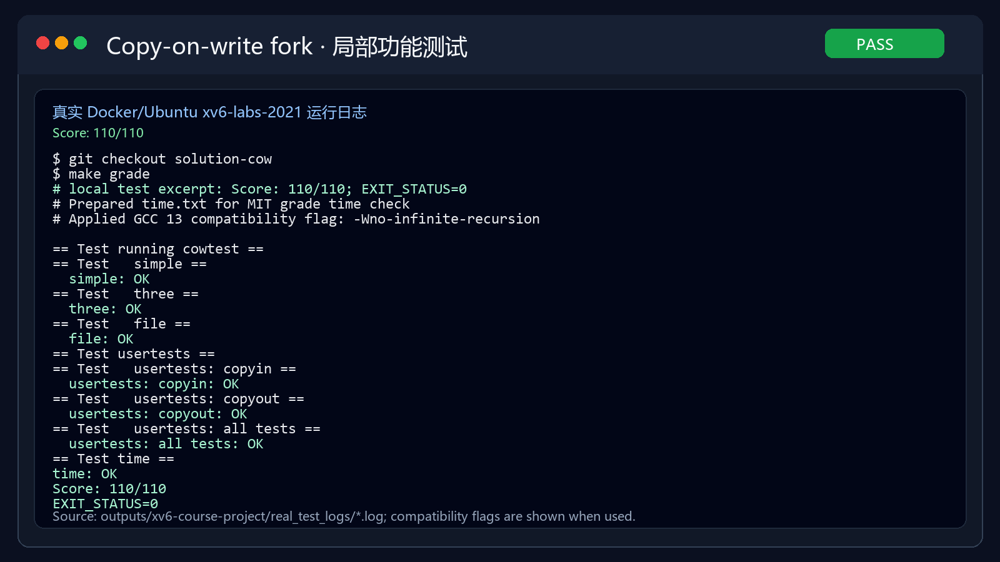 Copy-on-write fork · 局部功能测试
PASS
真实 Docker/Ubuntu xv6-labs-2021 运行日志
Score: 110/110
$ git checkout solution-cow
$ make grade
# local test excerpt: Score: 110/110; EXIT_STATUS=0
# Prepared time.txt for MIT grade time check
# Applied GCC 13 compatibility flag: -Wno-infinite-recursion
== Test running cowtest ==
== Test   simple ==
  simple: OK
== Test   three ==
  three: OK
== Test   file ==
  file: OK
== Test usertests ==
== Test   usertests: copyin ==
  usertests: copyin: OK
== Test   usertests: copyout ==
  usertests: copyout: OK
== Test   usertests: all tests ==
  usertests: all tests: OK
== Test time ==
time: OK
Score: 110/110
EXIT_STATUS=0
Source: outputs/xv6-course-project/real_test_logs/*.log; compatibility flags are shown when used.